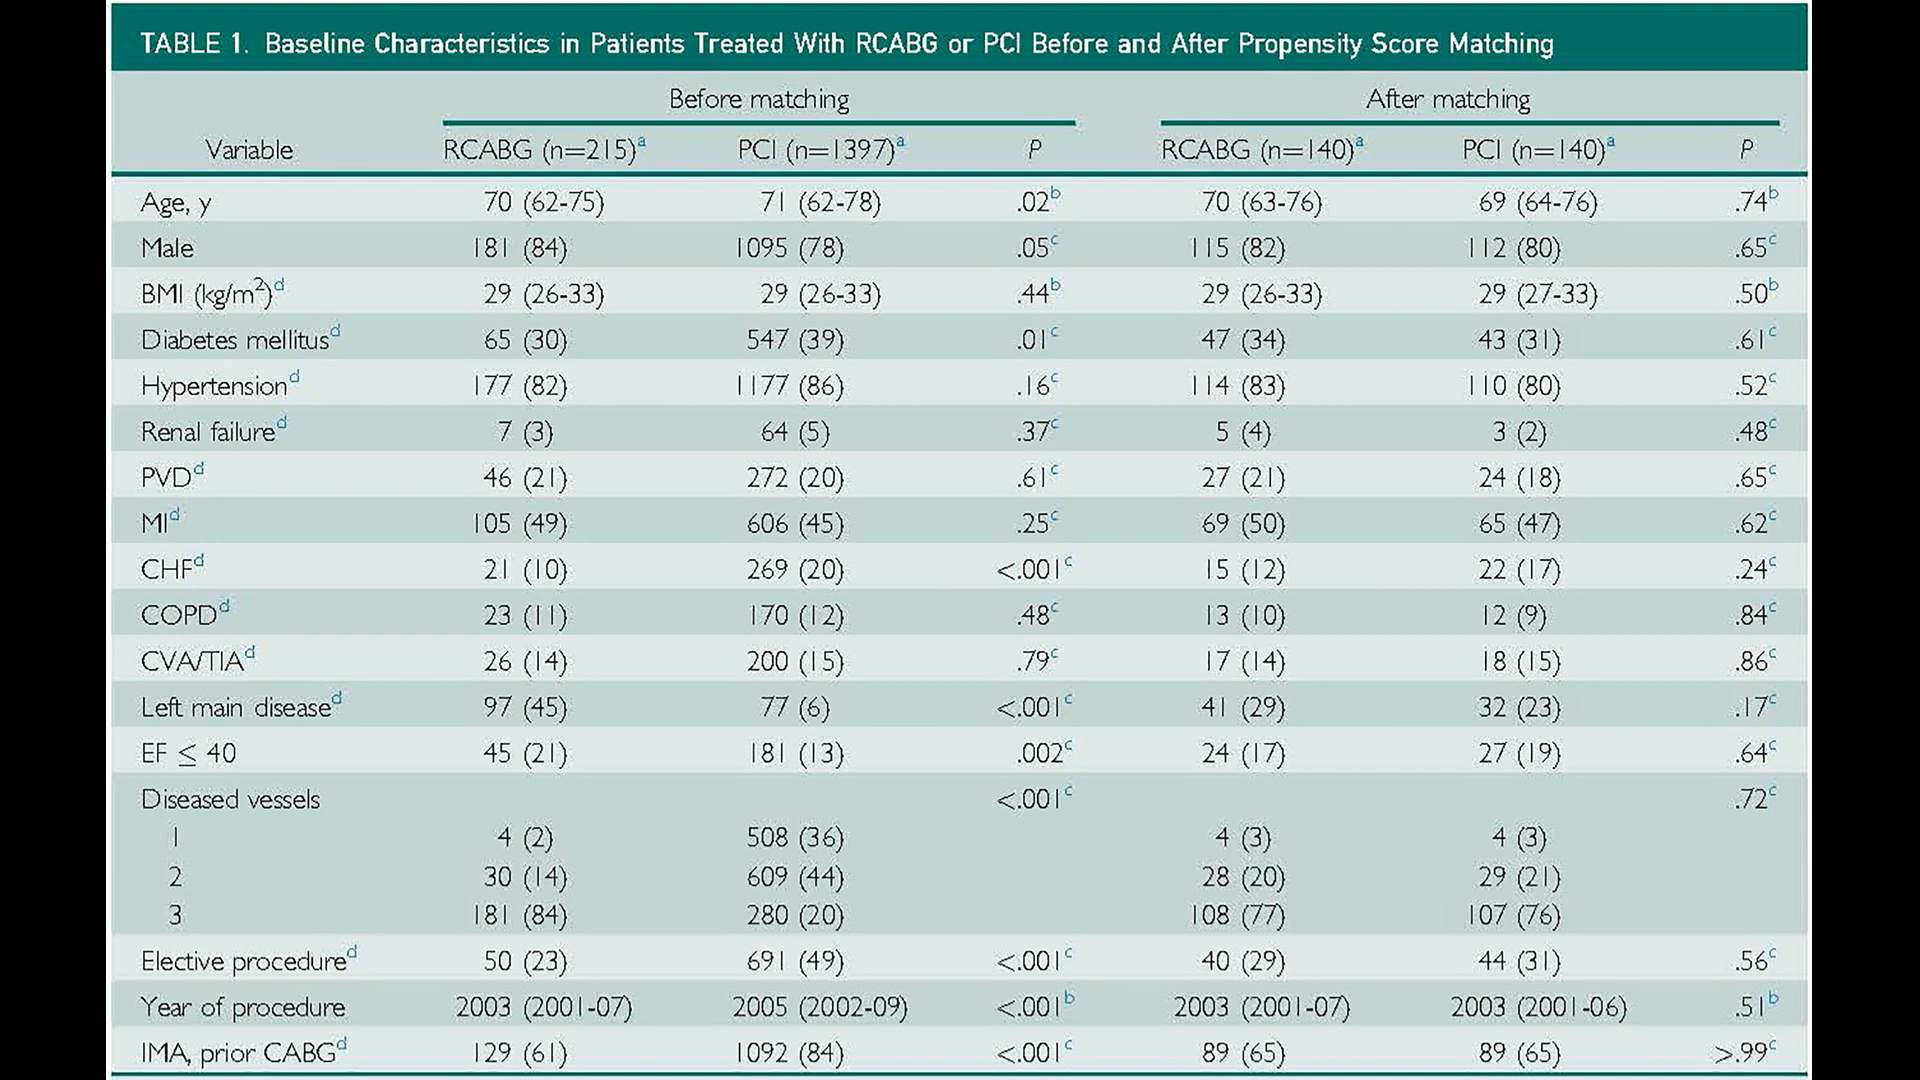 TABLE 1. Baseline Characteristics in Patients Treated With RCABG or PCI Before and After Propensity Score Matching
Before matching After matching
Variable RCABG (n=215)a PCI (n=1397)a P RCABG (n=140)a PCI (n=140)a P
Age, y 70 (62-75) 71 (62-78) .02b 70 (63-76) 69 (64-76) .74b
Male 181 (84) 1095 (78) .05c 115 (82) 112 (80) .65c
BMI (kg/m2)d 29 (26-33) 29 (26-33) .44b 29 (26-33) 29 (27-33) .50b
Diabetes mellitusd 65 (30) 547 (39) .01c 47 (34) 43 (31) .61c
Hypertensiond 177 (82) 1177 (86) .16c 114 (83) 110 (80) .52c
Renal failured 7 (3) 64 (5) .37c 5 (4) 3 (2) .48c
PVDd 46 (21) 272 (20) .61c 27 (21) 24 (18) .65c
MId 105 (49) 606 (45) .25c 69 (50) 65 (47) .62c
CHFd 21 (10) 269 (20) <.001c 15 (12) 22 (17) .24c
COPDd 23 (11) 170 (12) .48c 13 (10) 12 (9) .84c
CVA/TIAd 26 (14) 200 (15) .79c 17 (14) 18 (15) .86c
Left main diseased 97 (45) 77 (6) <.001c 41 (29) 32 (23) .17c
EF ≤ 40 45 (21) 181 (13) .002c 24 (17) 27 (19) .64c
Diseased vessels <.001c .72c
1 4 (2) 508 (36) 4 (3) 4 (3)
2 30 (14) 609 (44) 28 (20) 29 (21)
3 181 (84) 280 (20) 108 (77) 107 (76)
Elective procedured 50 (23) 691 (49) <.001c 40 (29) 44 (31) .56c
Year of procedure 2003 (2001-07) 2005 (2002-09) <.001b 2003 (2001-07) 2003 (2001-06) .51b
IMA, prior CABGd 129 (61) 1092 (84) <.001c 89 (65) 89 (65) >.99c